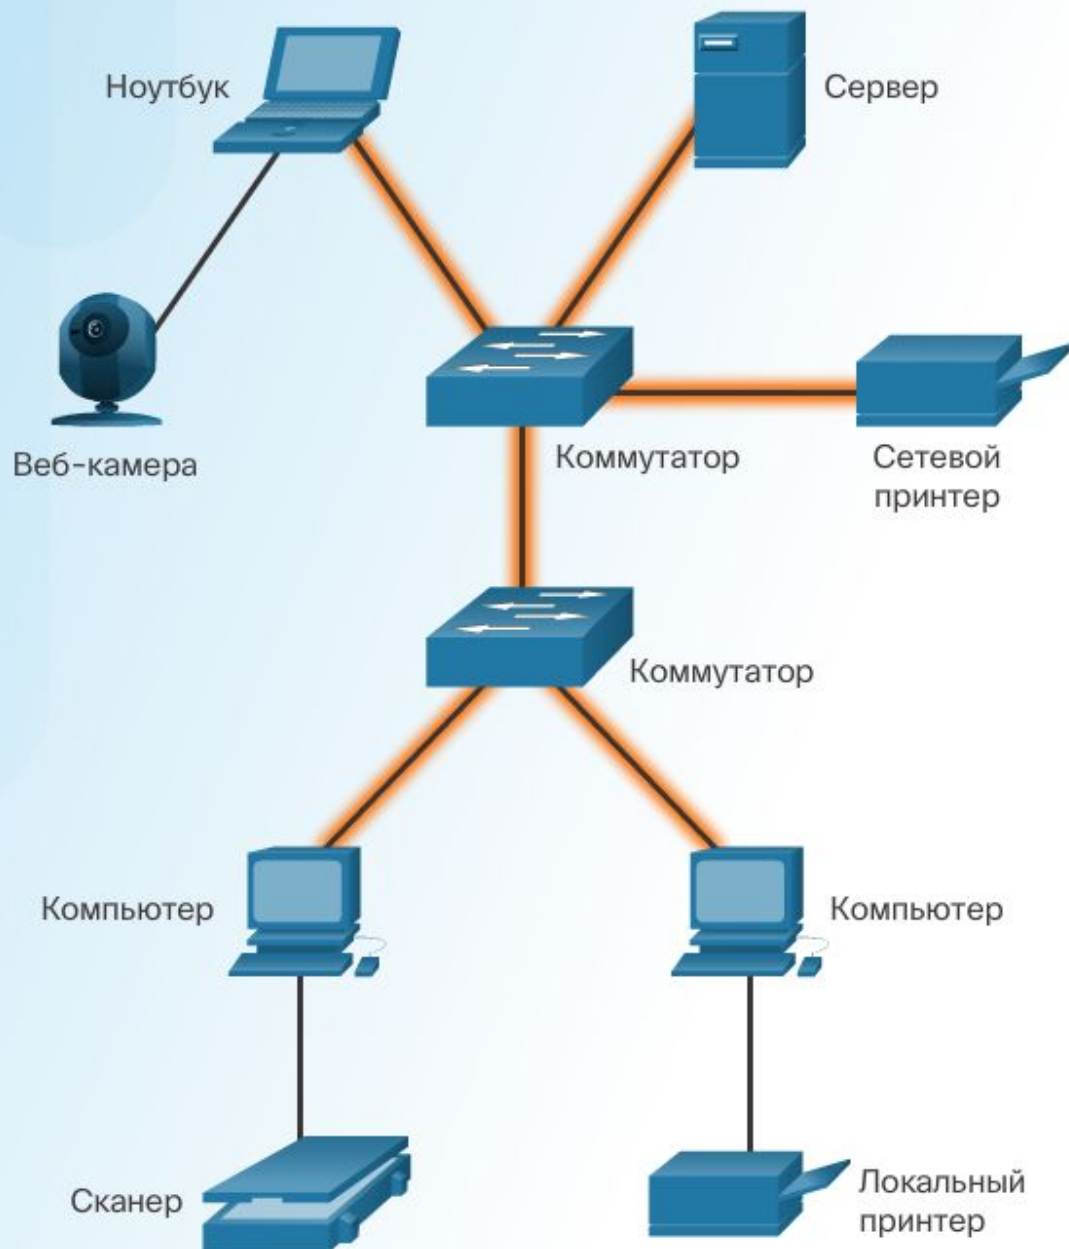 Ноутбук
Сервер
Веб-камера
Коммутатор
Сетевой
принтер
Коммутатор
Компьютер
Компьютер
Сканер
Локальный
принтер